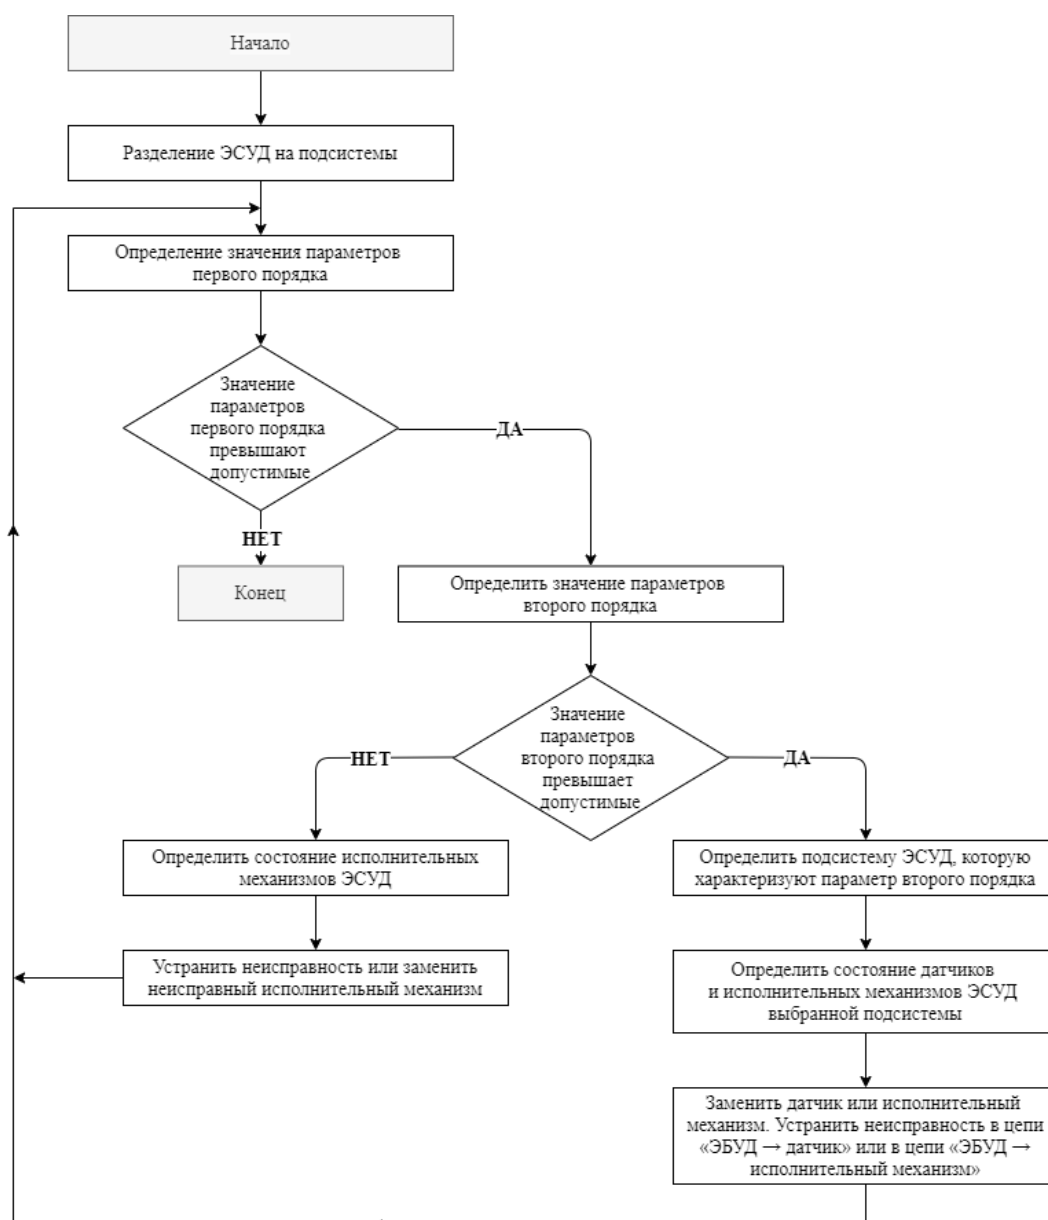 Начало
Разделение ЭСУД на подсистемы
Определение значения параметров
первого порядка
Значение
параметров
первого порядка
превышают
допустимые
ДА
НЕТ
Конец
Определить значение параметров
второго порядка
Значение
параметров
второго порядка
превышает
допустимые
НЕТ
ДА
Определить состояние исполнительных
механизмов ЭСУД
Определить подсистему ЭСУД, которую
характеризуют параметр второго порядка
Устранить неисправность или заменить
неисправный исполнительный механизм
Определить состояние датчиков
и исполнительных механизмов ЭСУД
выбранной подсистемы
Заменить датчик или исполнительный
механизм. Устранить неисправность в цепи
«ЭБУД → датчик» или в цепи «ЭБУД →
исполнительный механизм»